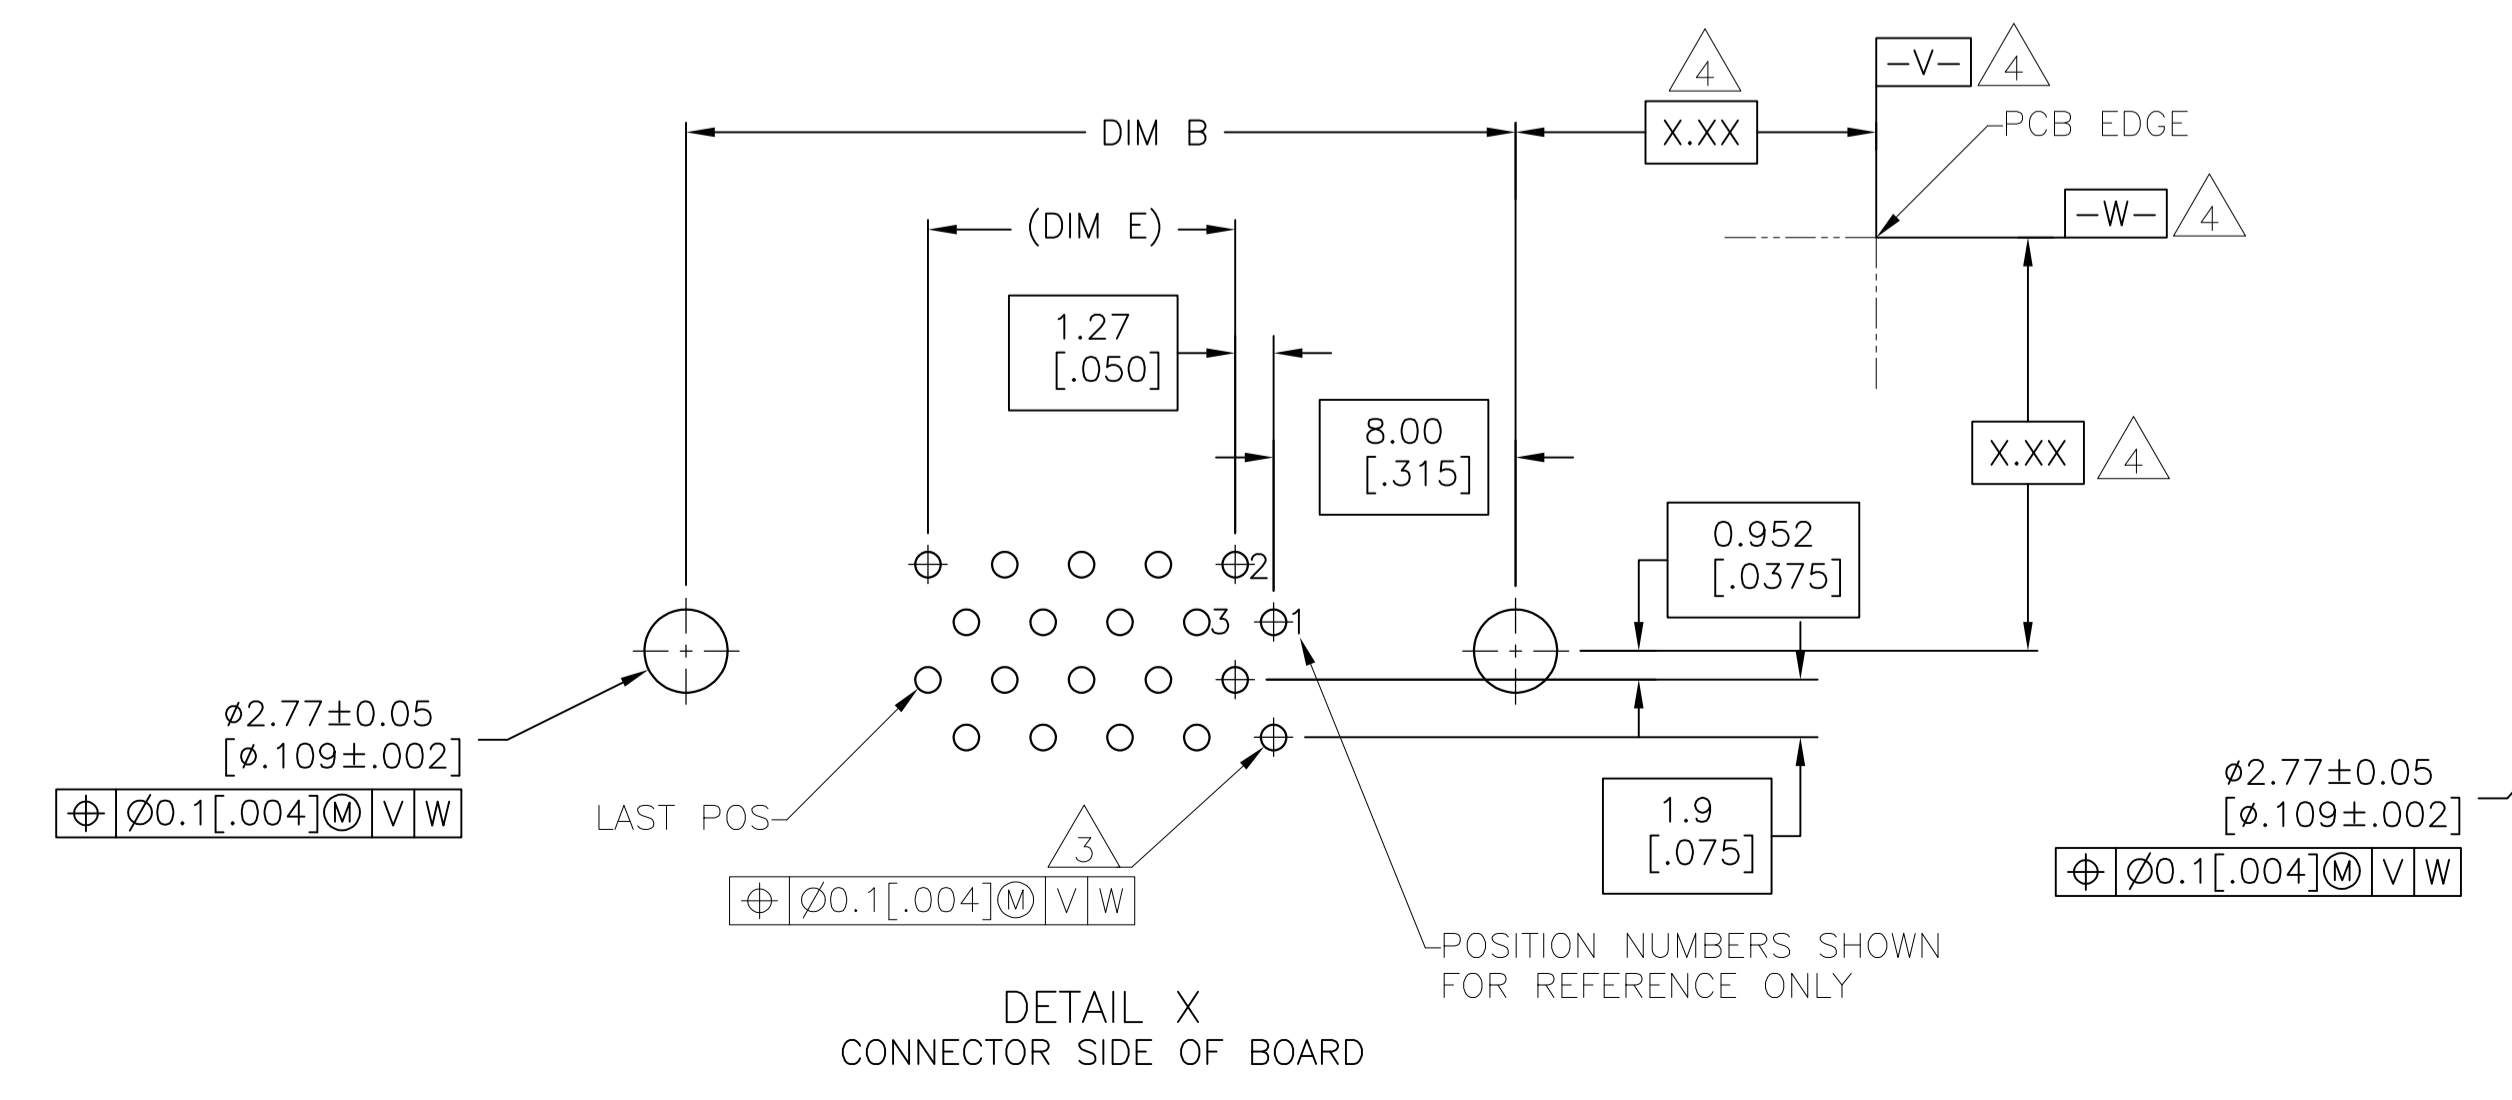 4
-V-
4
DIM B
X.XX
PCB EDGE
-W-
4
(DIM E)
1.27
[.050]
8.00
[.315]
X.XX
4
0.952
[.0375]
2
3
1
ø2.77±0.05
[ø.109±.002]
⌖ Ø0.1[.004]Ⓜ V W
LAST POS
3
⌖ Ø0.1[.004]Ⓜ V W
1.9
[.075]
ø2.77±0.05
[ø.109±.002]
⌖ Ø0.1[.004]Ⓜ V W
POSITION NUMBERS SHOWN
FOR REFERENCE ONLY
DETAIL X
CONNECTOR SIDE OF BOARD